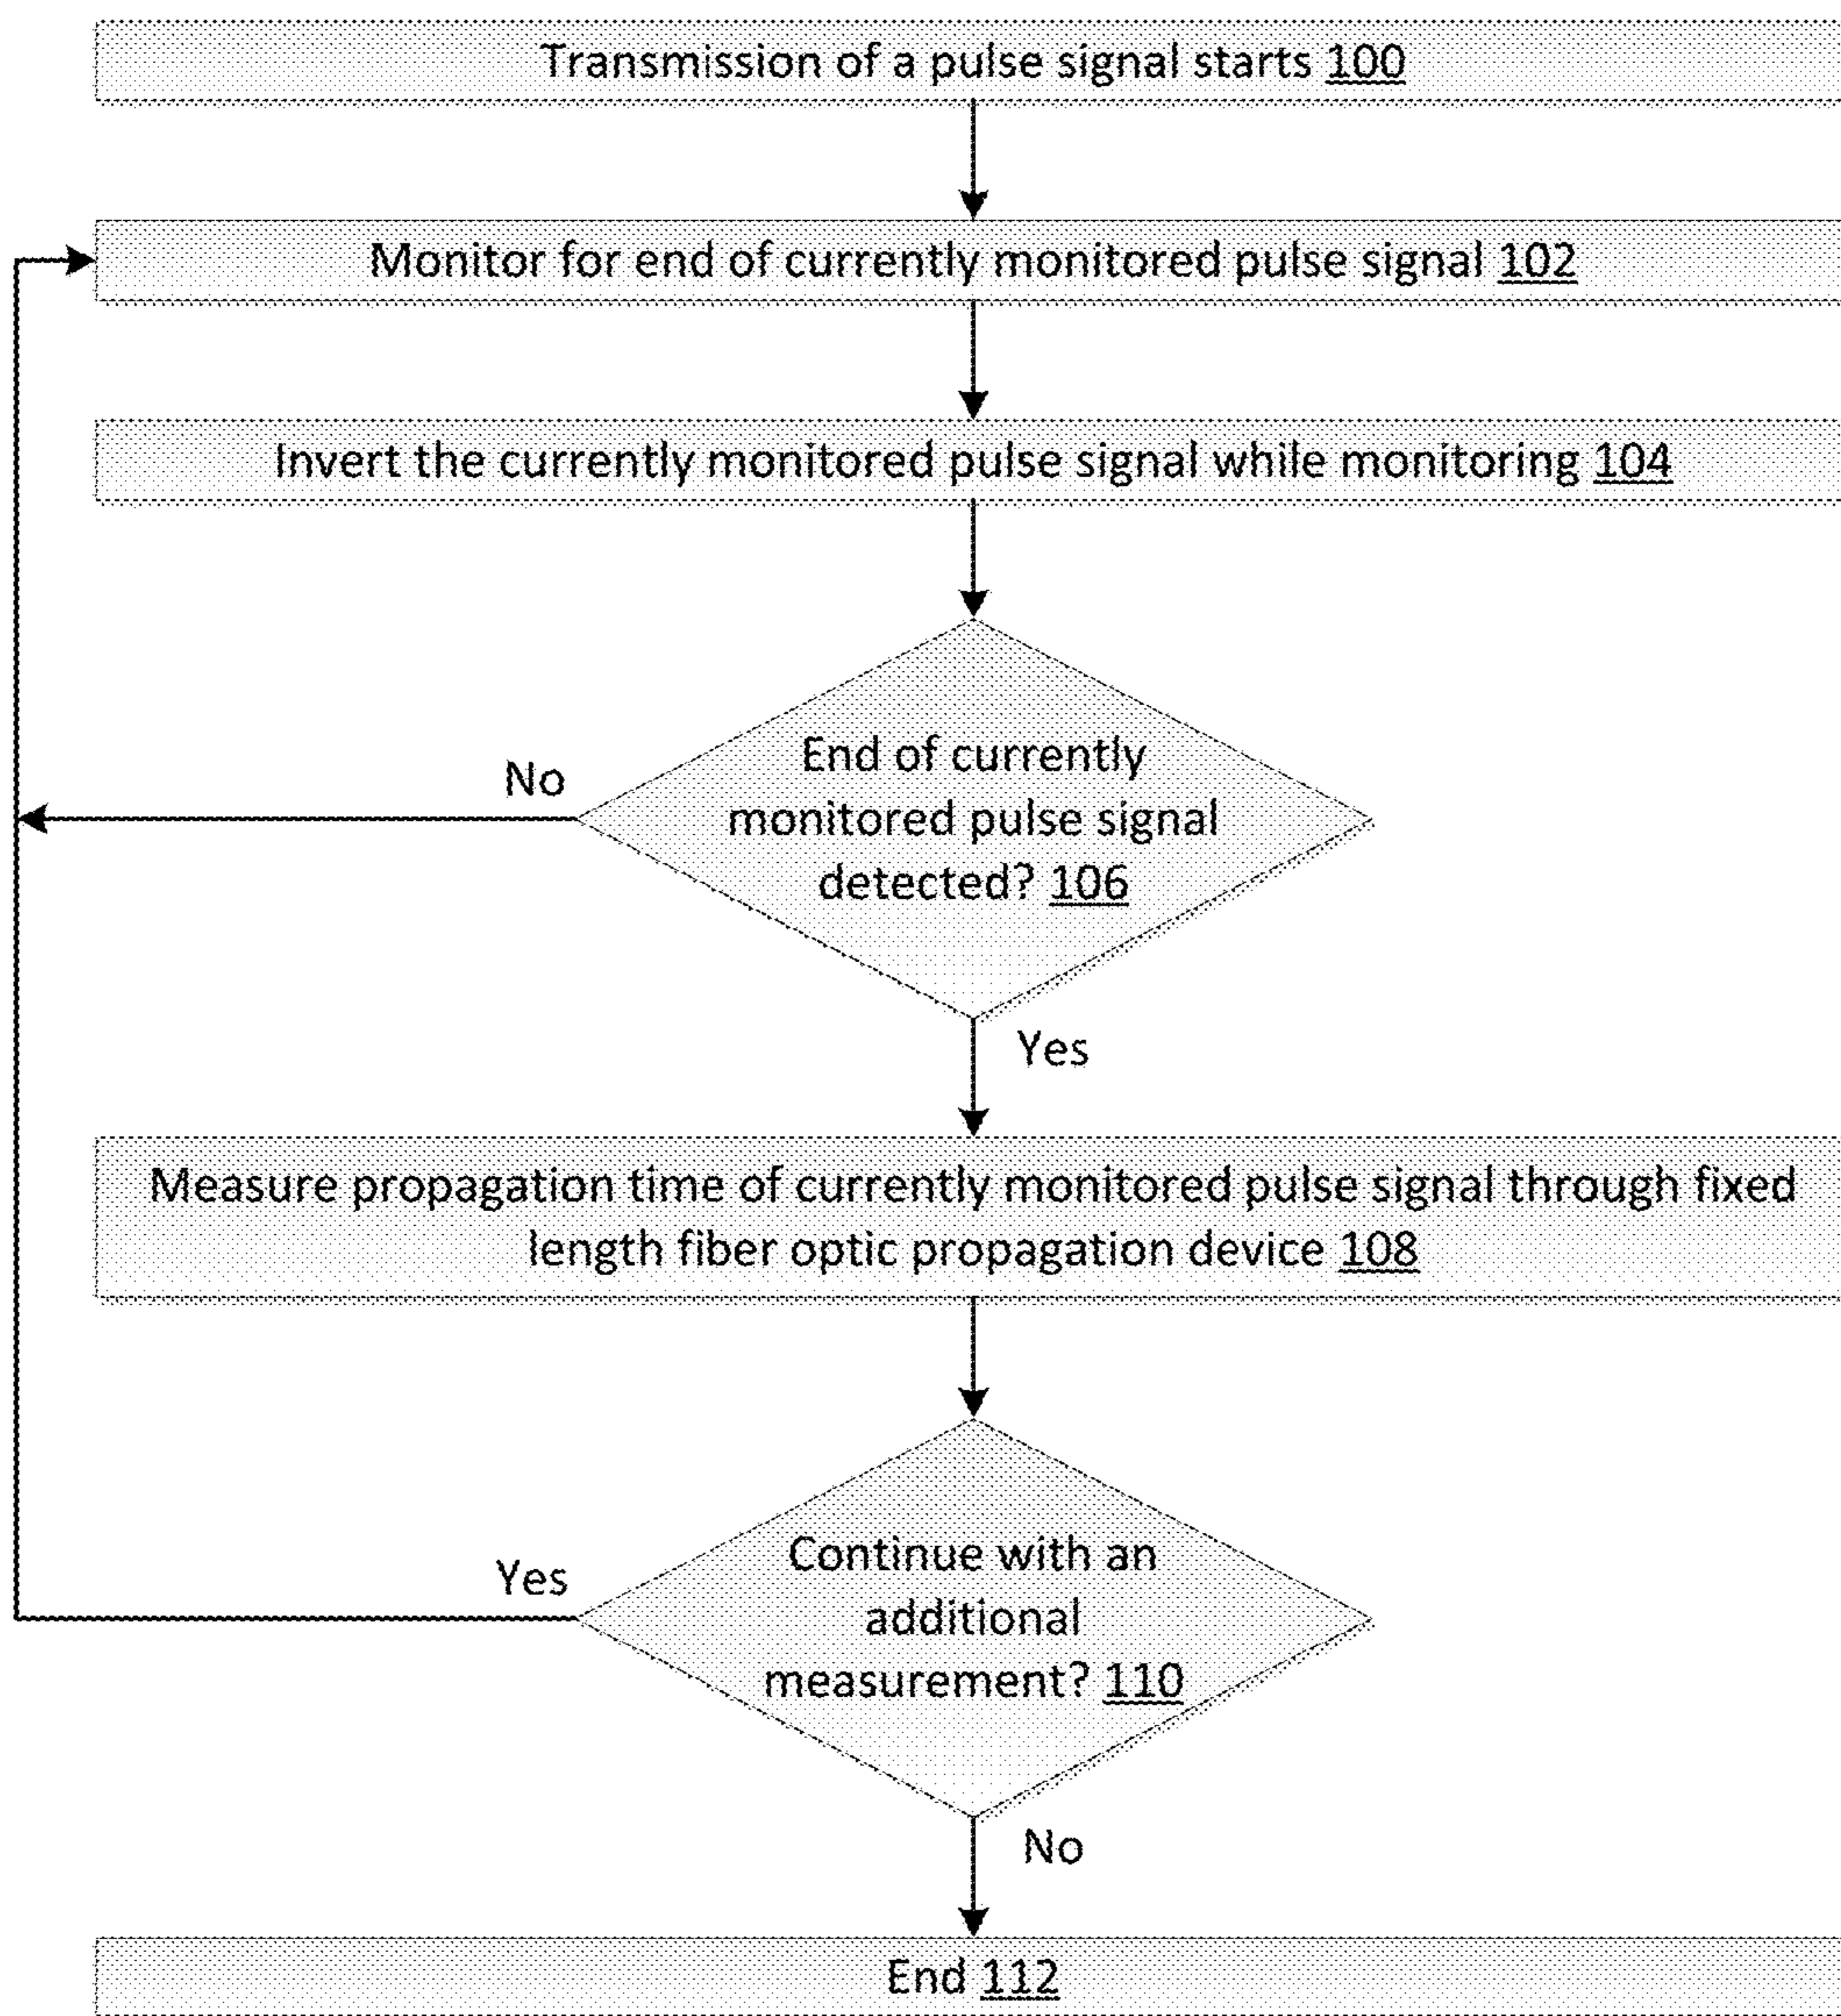 Transmission of a pulse signal starts 100
Monitor for end of currently monitored pulse signal 102
Invert the currently monitored pulse signal while monitoring 104
End of currently
monitored pulse signal
detected? 106
No
Yes
Measure propagation time of currently monitored pulse signal through fixed
length fiber optic propagation device 108
Continue with an
additional
measurement? 110
Yes
No
End 112